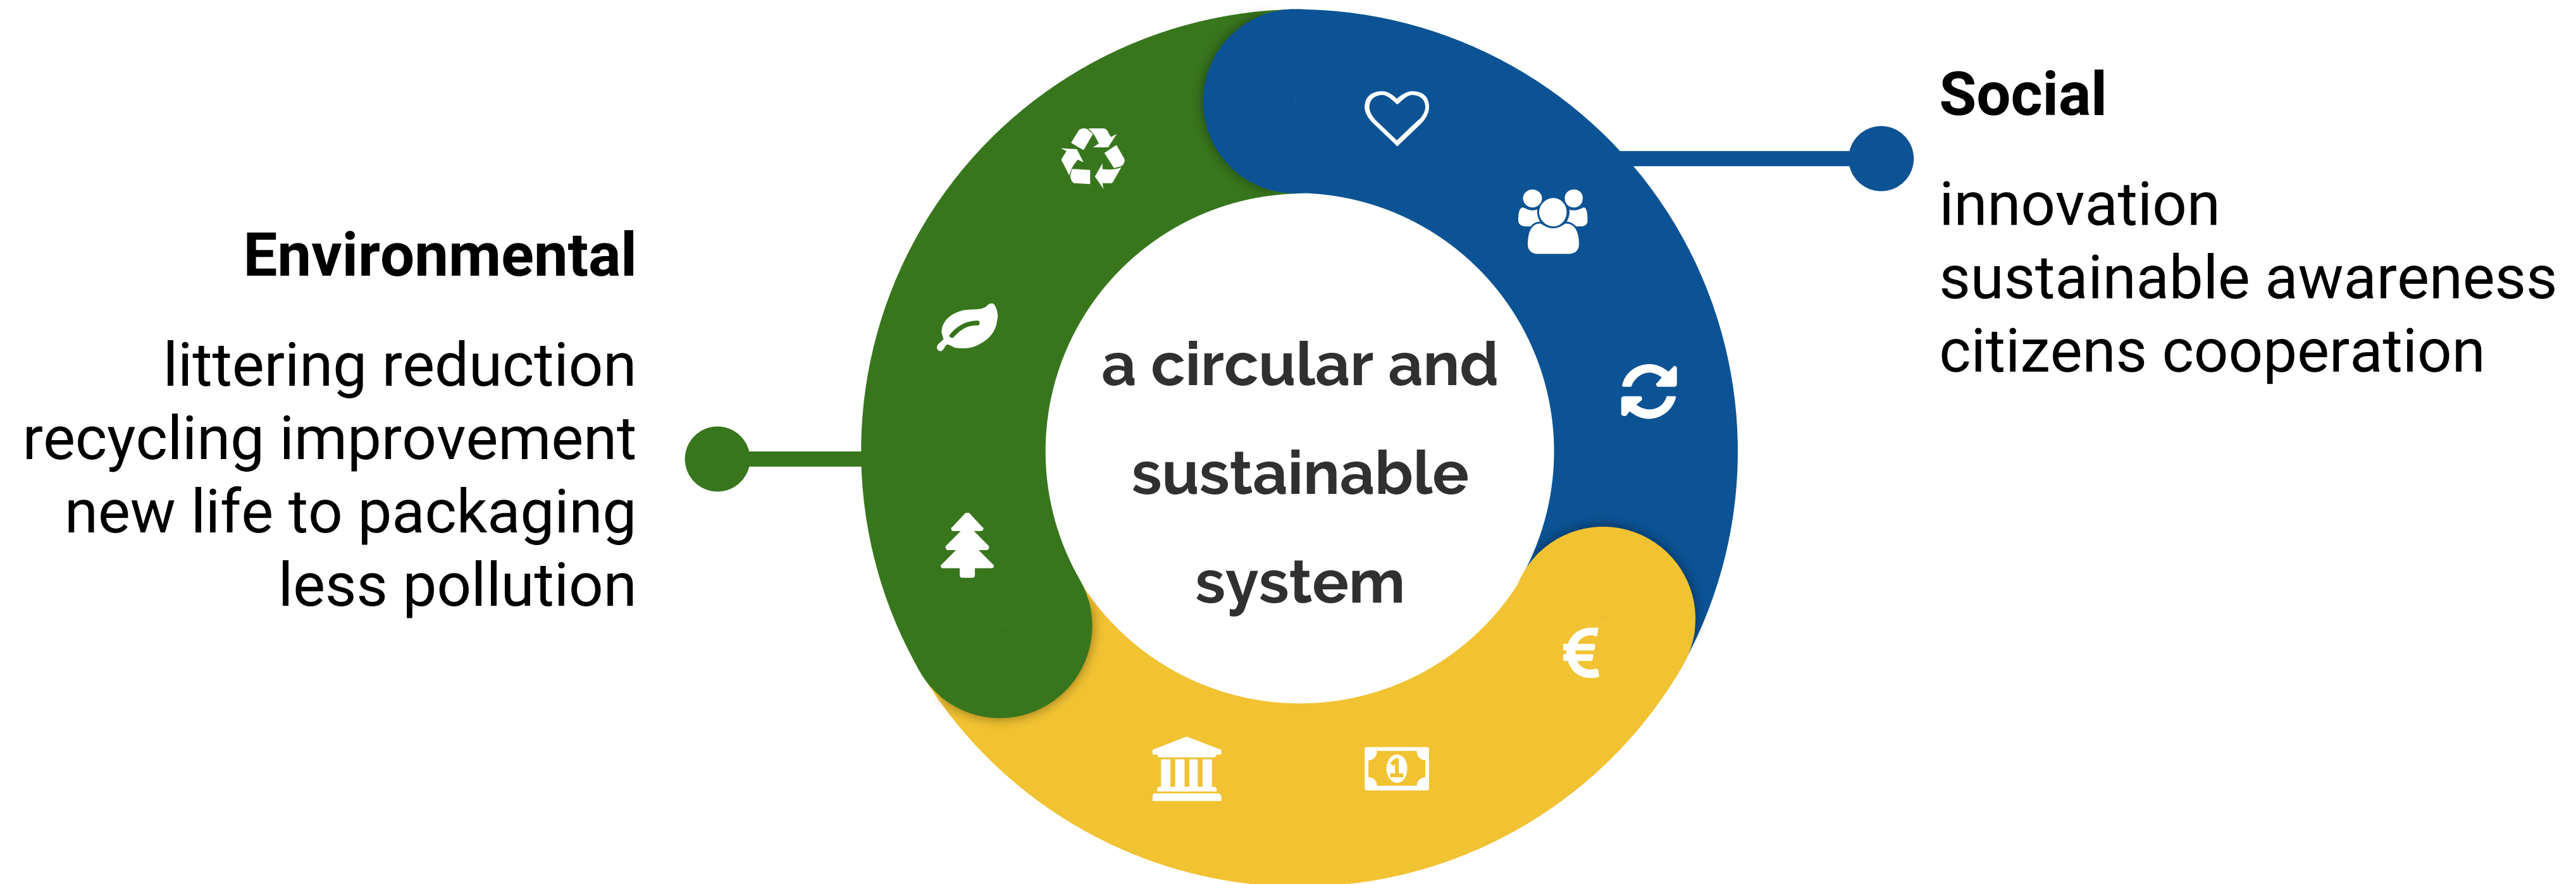 Environmental
littering reduction
recycling improvement
new life to packaging
less pollution
a circular and
sustainable
system
Social
innovation
sustainable awareness
citizens cooperation
€
1